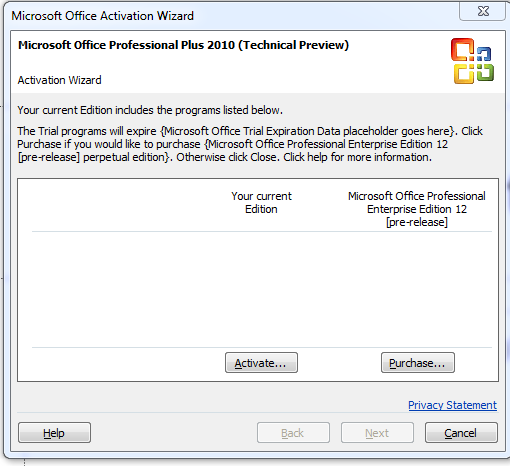 Microsoft Office Activation Wizard
Microsoft Office Professional Plus 2010 (Technical Preview)
Activation Wizard
Your current Edition includes the programs listed below.
The Trial programs will expire {Microsoft Office Trial Expiration Data placeholder goes here}. Click
Purchase if you would like to purchase {Microsoft Office Professional Enterprise Edition 12
[pre-release] perpetual edition}. Otherwise click Close. Click help for more information.
Your current
Edition
Microsoft Office Professional
Enterprise Edition 12
[pre-release]
Activate...
Purchase...
Privacy Statement
Help
Back
Next
Cancel